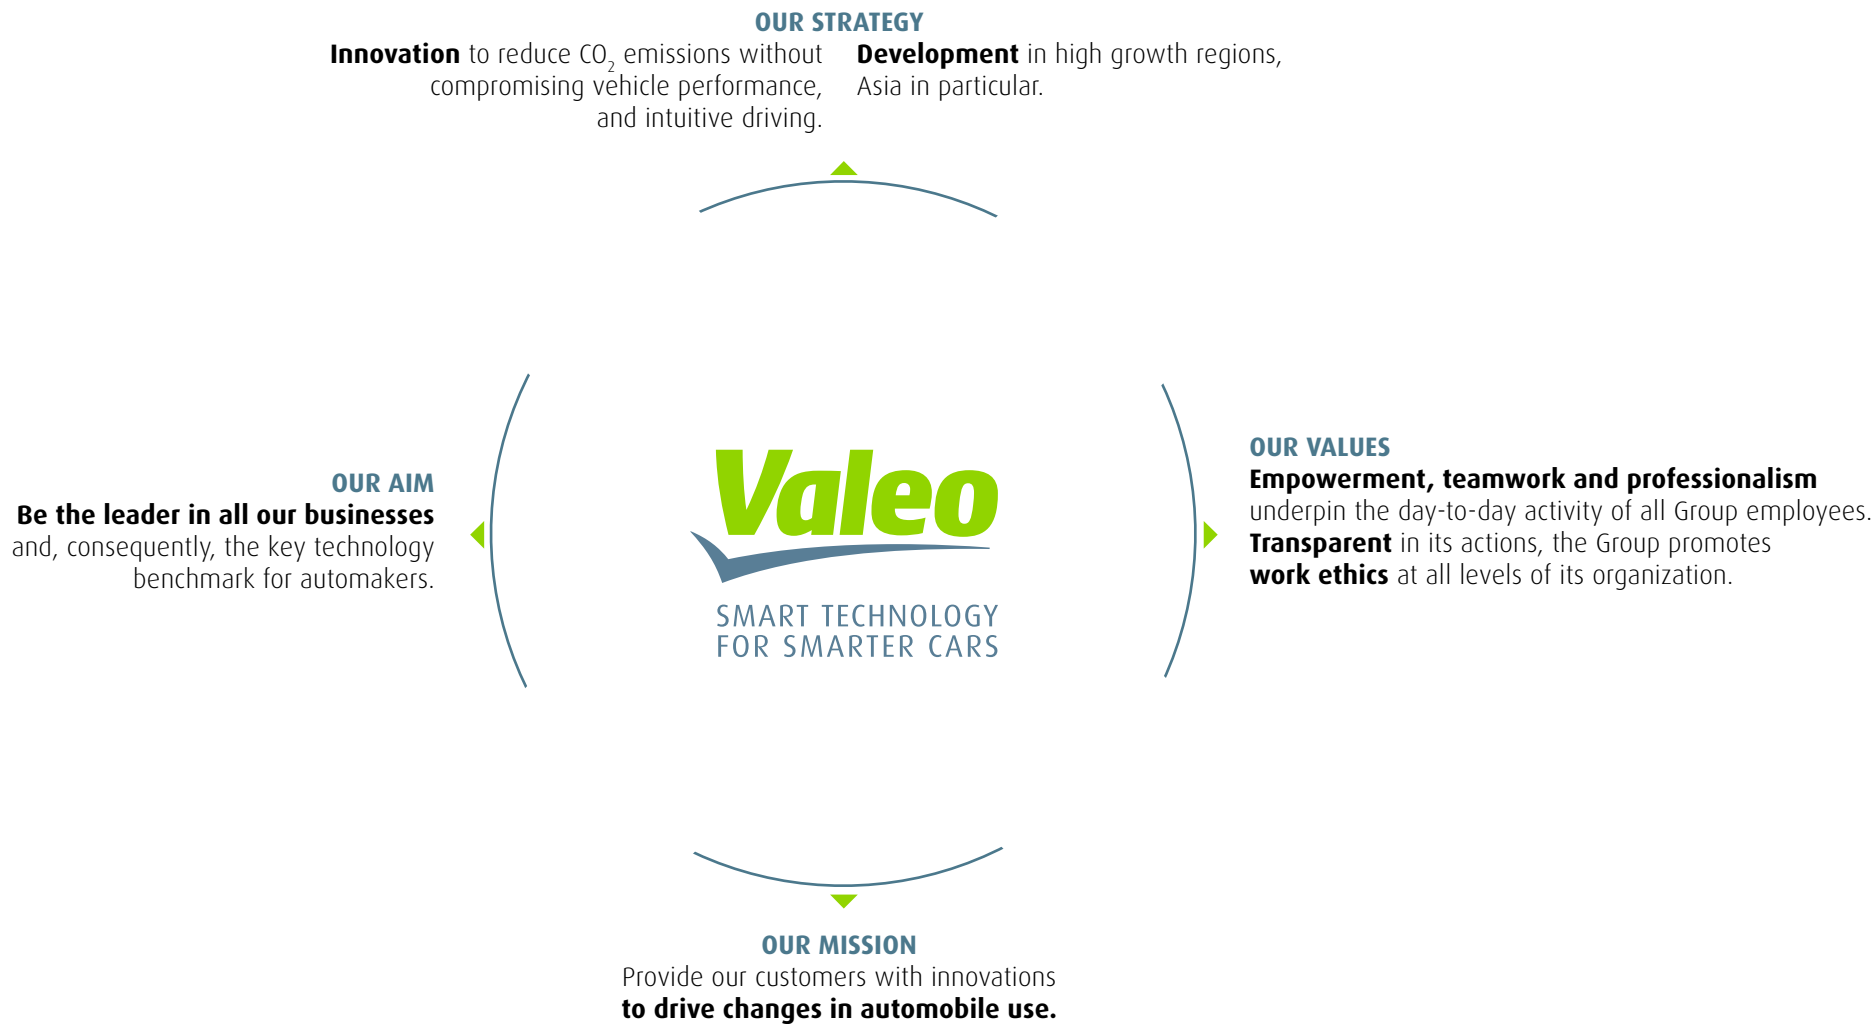 OUR STRATEGY
Innovation to reduce CO₂ emissions without
compromising vehicle performance,
and intuitive driving.
Development in high growth regions,
Asia in particular.
OUR AIM
Be the leader in all our businesses
and, consequently, the key technology
benchmark for automakers.
Valeo
SMART TECHNOLOGY
FOR SMARTER CARS
OUR VALUES
Empowerment, teamwork and professionalism
underpin the day-to-day activity of all Group employees.
Transparent in its actions, the Group promotes
work ethics at all levels of its organization.
OUR MISSION
Provide our customers with innovations
to drive changes in automobile use.